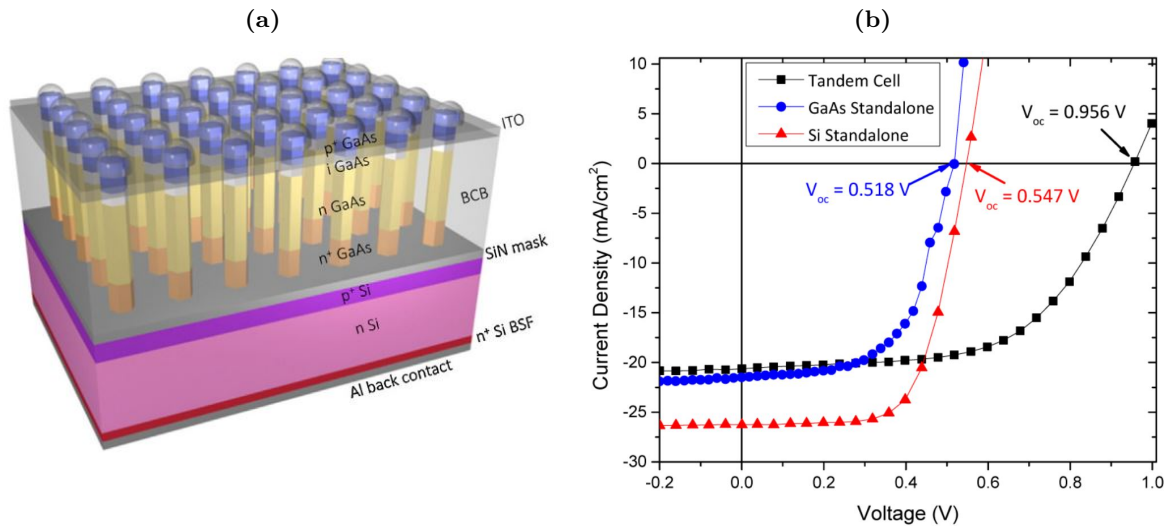 (a)
ITO
p⁺ GaAs
i GaAs
BCB
n GaAs
n⁺ GaAs
SiN mask
p⁺ Si
n Si
n⁺ Si BSF
Al back contact
(b)
10
5
0
-5
-10
-15
-20
-25
-30
Current Density (mA/cm²)
Tandem Cell
GaAs Standalone
Si Standalone
V_oc = 0.956 V
V_oc = 0.518 V
V_oc = 0.547 V
-0.2
0.0
0.2
0.4
0.6
0.8
1.0
Voltage (V)